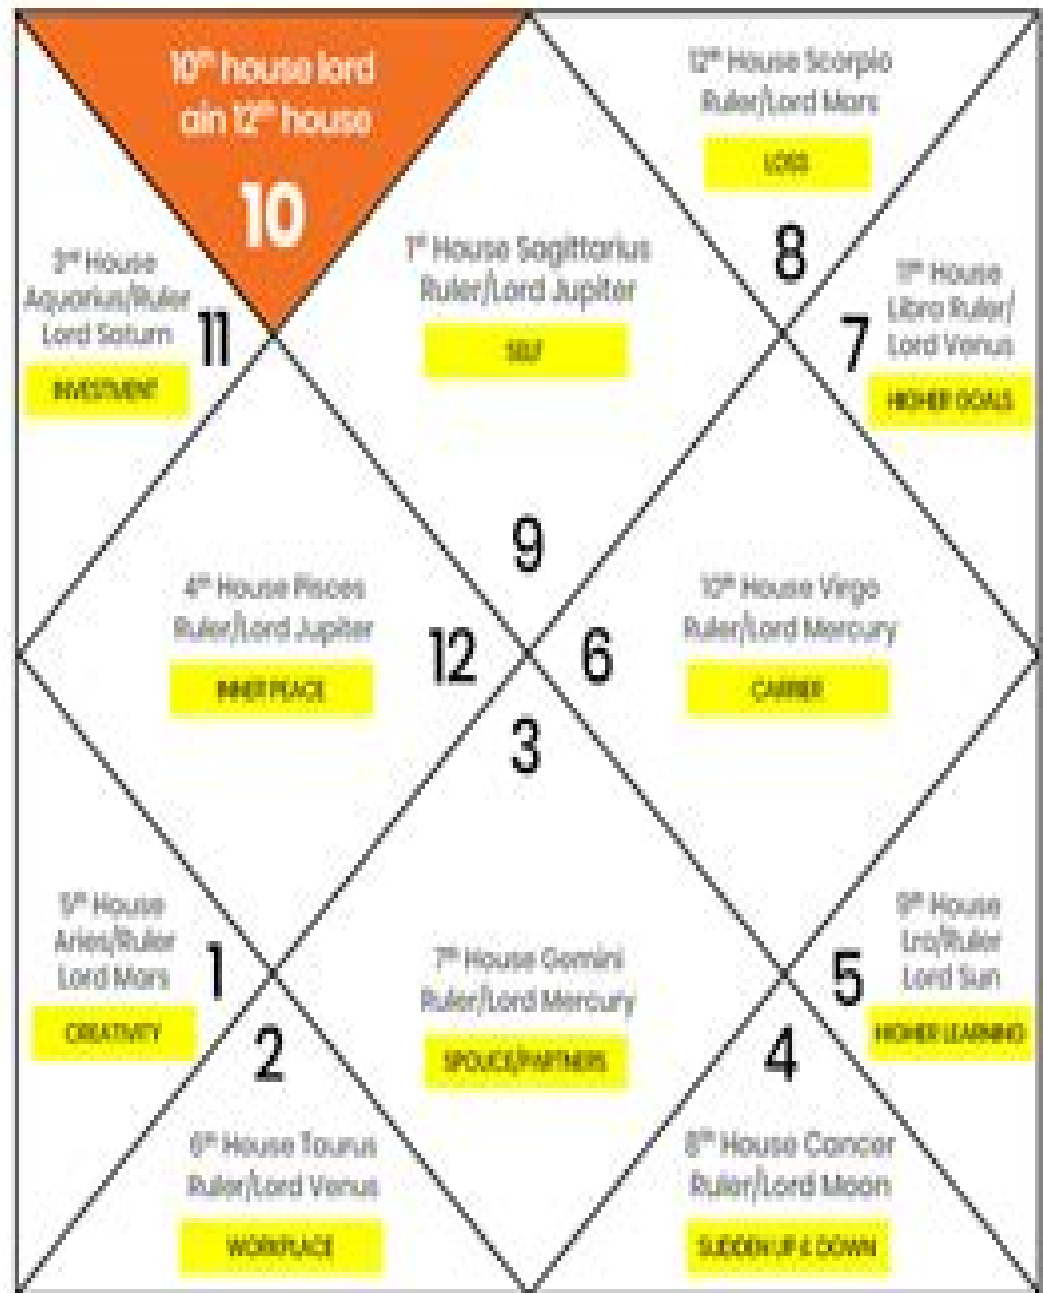 10th house lord
ain 12th house
10
12th House Scorpio
Ruler/Lord Mars
LOSS
8
1st House Sagittarius
Ruler/Lord Jupiter
SELF
9
3rd House
Aquarius/Ruler
Lord Saturn
INVESTMENT
11
11th House
Libra Ruler/
Lord Venus
HIGHER GOALS
7
4th House Pisces
Ruler/Lord Jupiter
INNER PEACE
12
10th House Virgo
Ruler/Lord Mercury
CARRIER
6
3
7th House Gemini
Ruler/Lord Mercury
SPOUCE/PARTNERS
5th House
Aries/Ruler
Lord Mars
CREATIVITY
1
9th House
Lro/Ruler
Lord Sun
HIGHER LEARNING
5
2
6th House Taurus
Ruler/Lord Venus
WORKPLACE
4
8th House Cancer
Ruler/Lord Moon
SUDDEN UP & DOWN